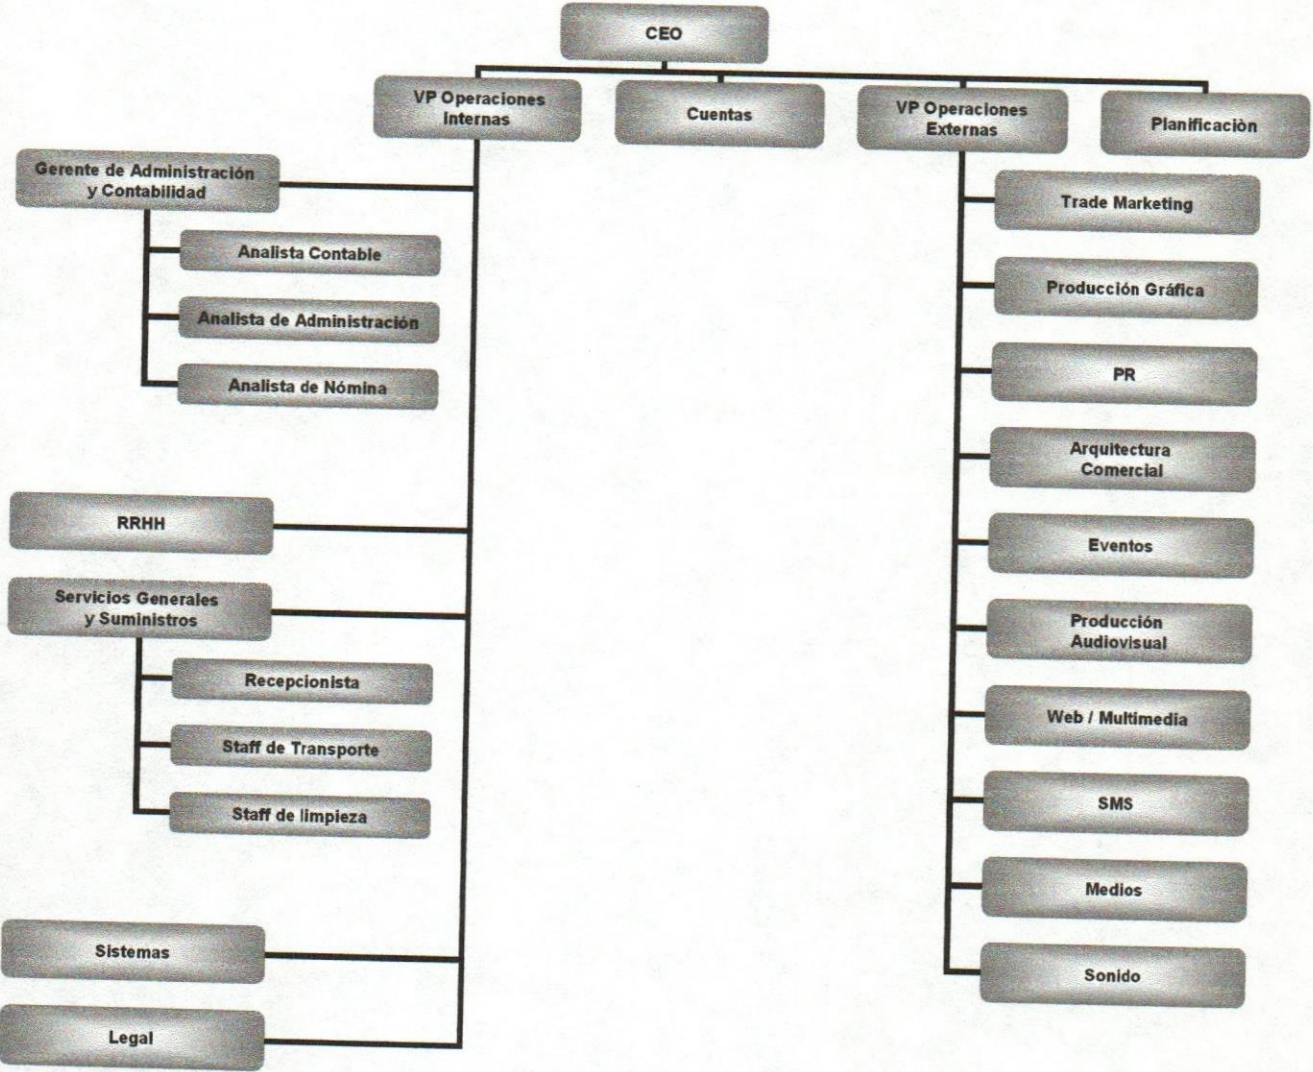 CEO
VP Operaciones
Internas
Cuentas
VP Operaciones
Externas
Planificaciòn
Gerente de Administración
y Contabilidad
Analista Contable
Analista de Administración
Analista de Nómina
RRHH
Servicios Generales
y Suministros
Recepcionista
Staff de Transporte
Staff de limpieza
Sistemas
Legal
Trade Marketing
Producción Gráfica
PR
Arquitectura
Comercial
Eventos
Producción
Audiovisual
Web / Multimedia
SMS
Medios
Sonido